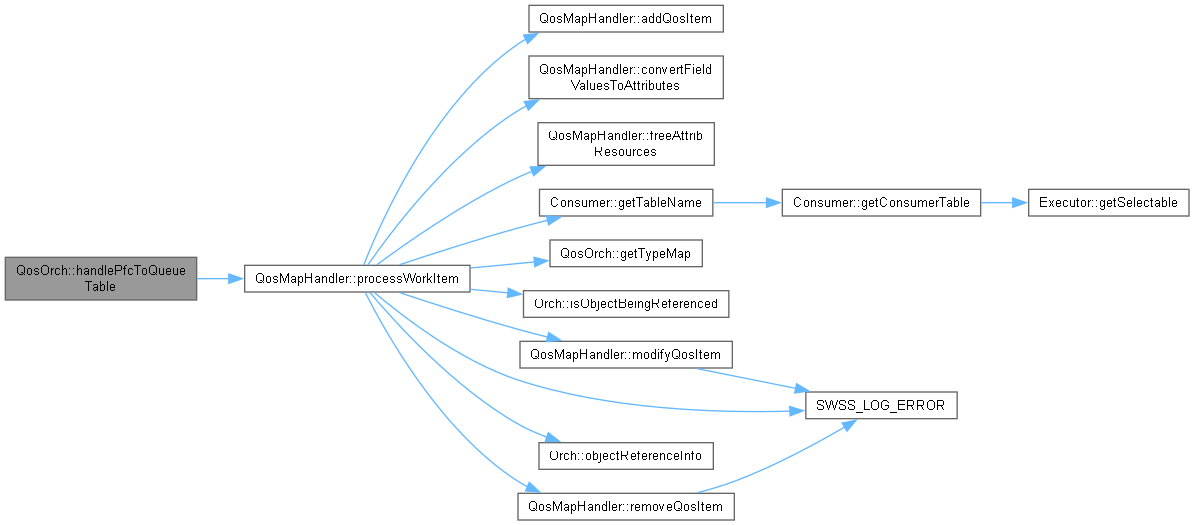 QosMapHandler::addQosItem
QosMapHandler::convertField
ValuesToAttributes
QosMapHandler::freeAttrib
Resources
Consumer::getTableName
Consumer::getConsumerTable
Executor::getSelectable
QosOrch::getTypeMap
QosOrch::handlePfcToQueue
Table
QosMapHandler::processWorkItem
Orch::isObjectBeingReferenced
QosMapHandler::modifyQosItem
SWSS_LOG_ERROR
Orch::objectReferenceInfo
QosMapHandler::removeQosItem